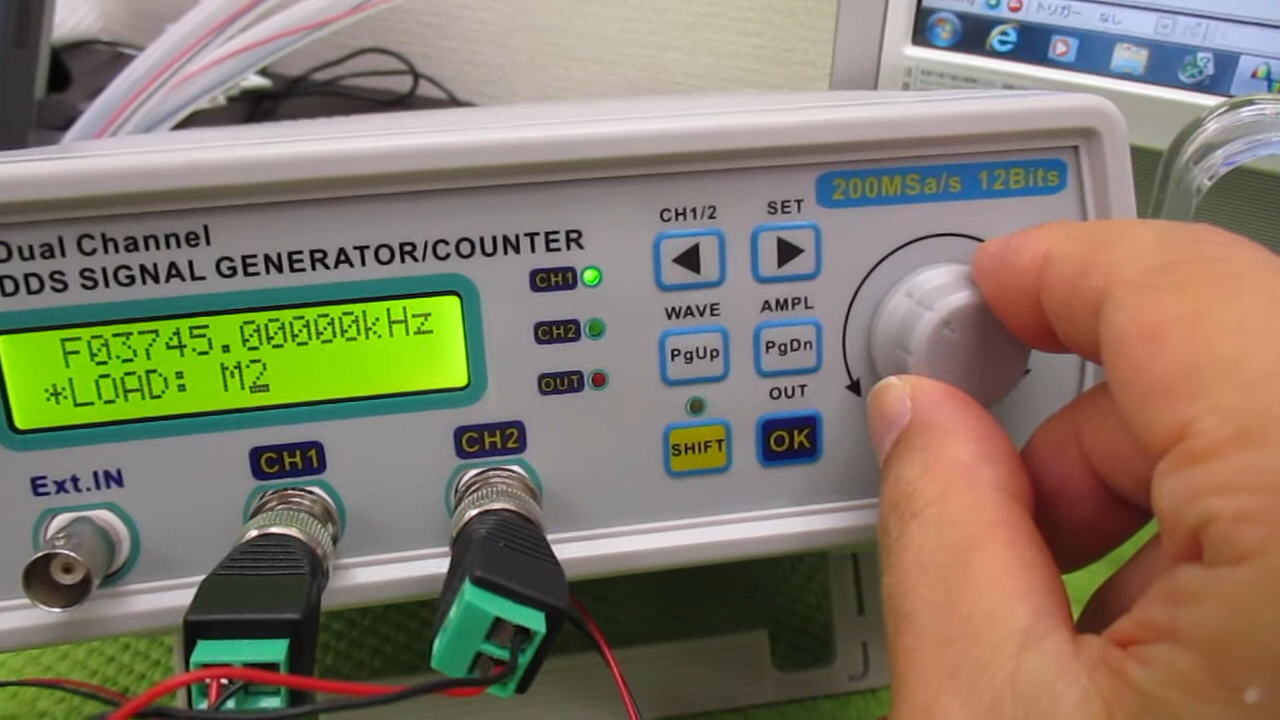 トリガー なし
200MSa/s 12Bits
Dual Channel
DDS SIGNAL GENERATOR/COUNTER
CH1/2
SET
CH1
CH2
OUT
WAVE
AMPL
PgUp
PgDn
OUT
SHIFT
OK
F03745.00000kHz
*LOAD: M2
Ext.IN
CH1
CH2